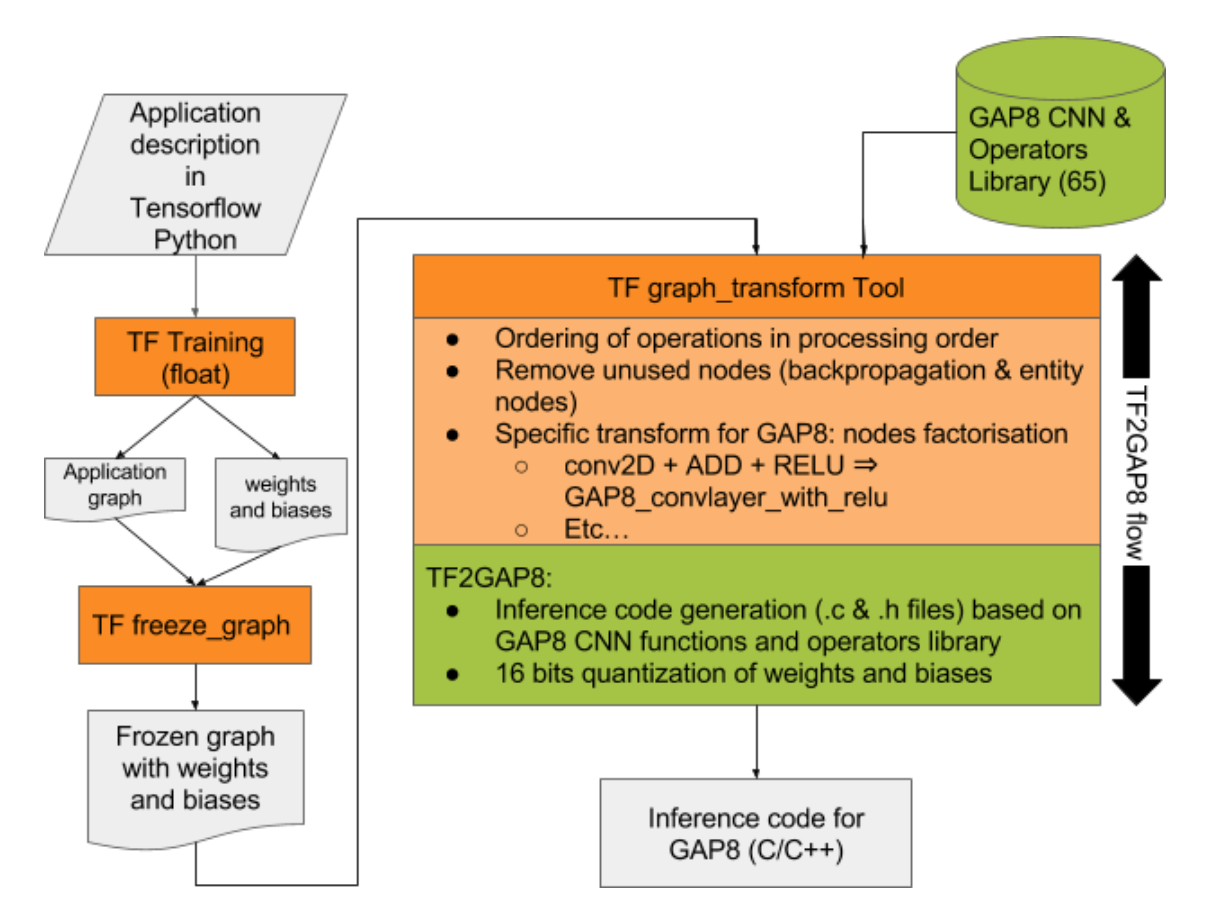 Application
description
in
Tensorflow
Python
TF Training
(float)
Application
graph
weights
and biases
TF freeze_graph
Frozen graph
with weights
and biases
GAP8 CNN &
Operators
Library (65)
TF graph_transform Tool
● Ordering of operations in processing order
● Remove unused nodes (backpropagation & entity
nodes)
● Specific transform for GAP8: nodes factorisation
○ conv2D + ADD + RELU ⇒
GAP8_convlayer_with_relu
○ Etc…
TF2GAP8:
● Inference code generation (.c & .h files) based on
GAP8 CNN functions and operators library
● 16 bits quantization of weights and biases
TF2GAP8 flow
Inference code for
GAP8 (C/C++)